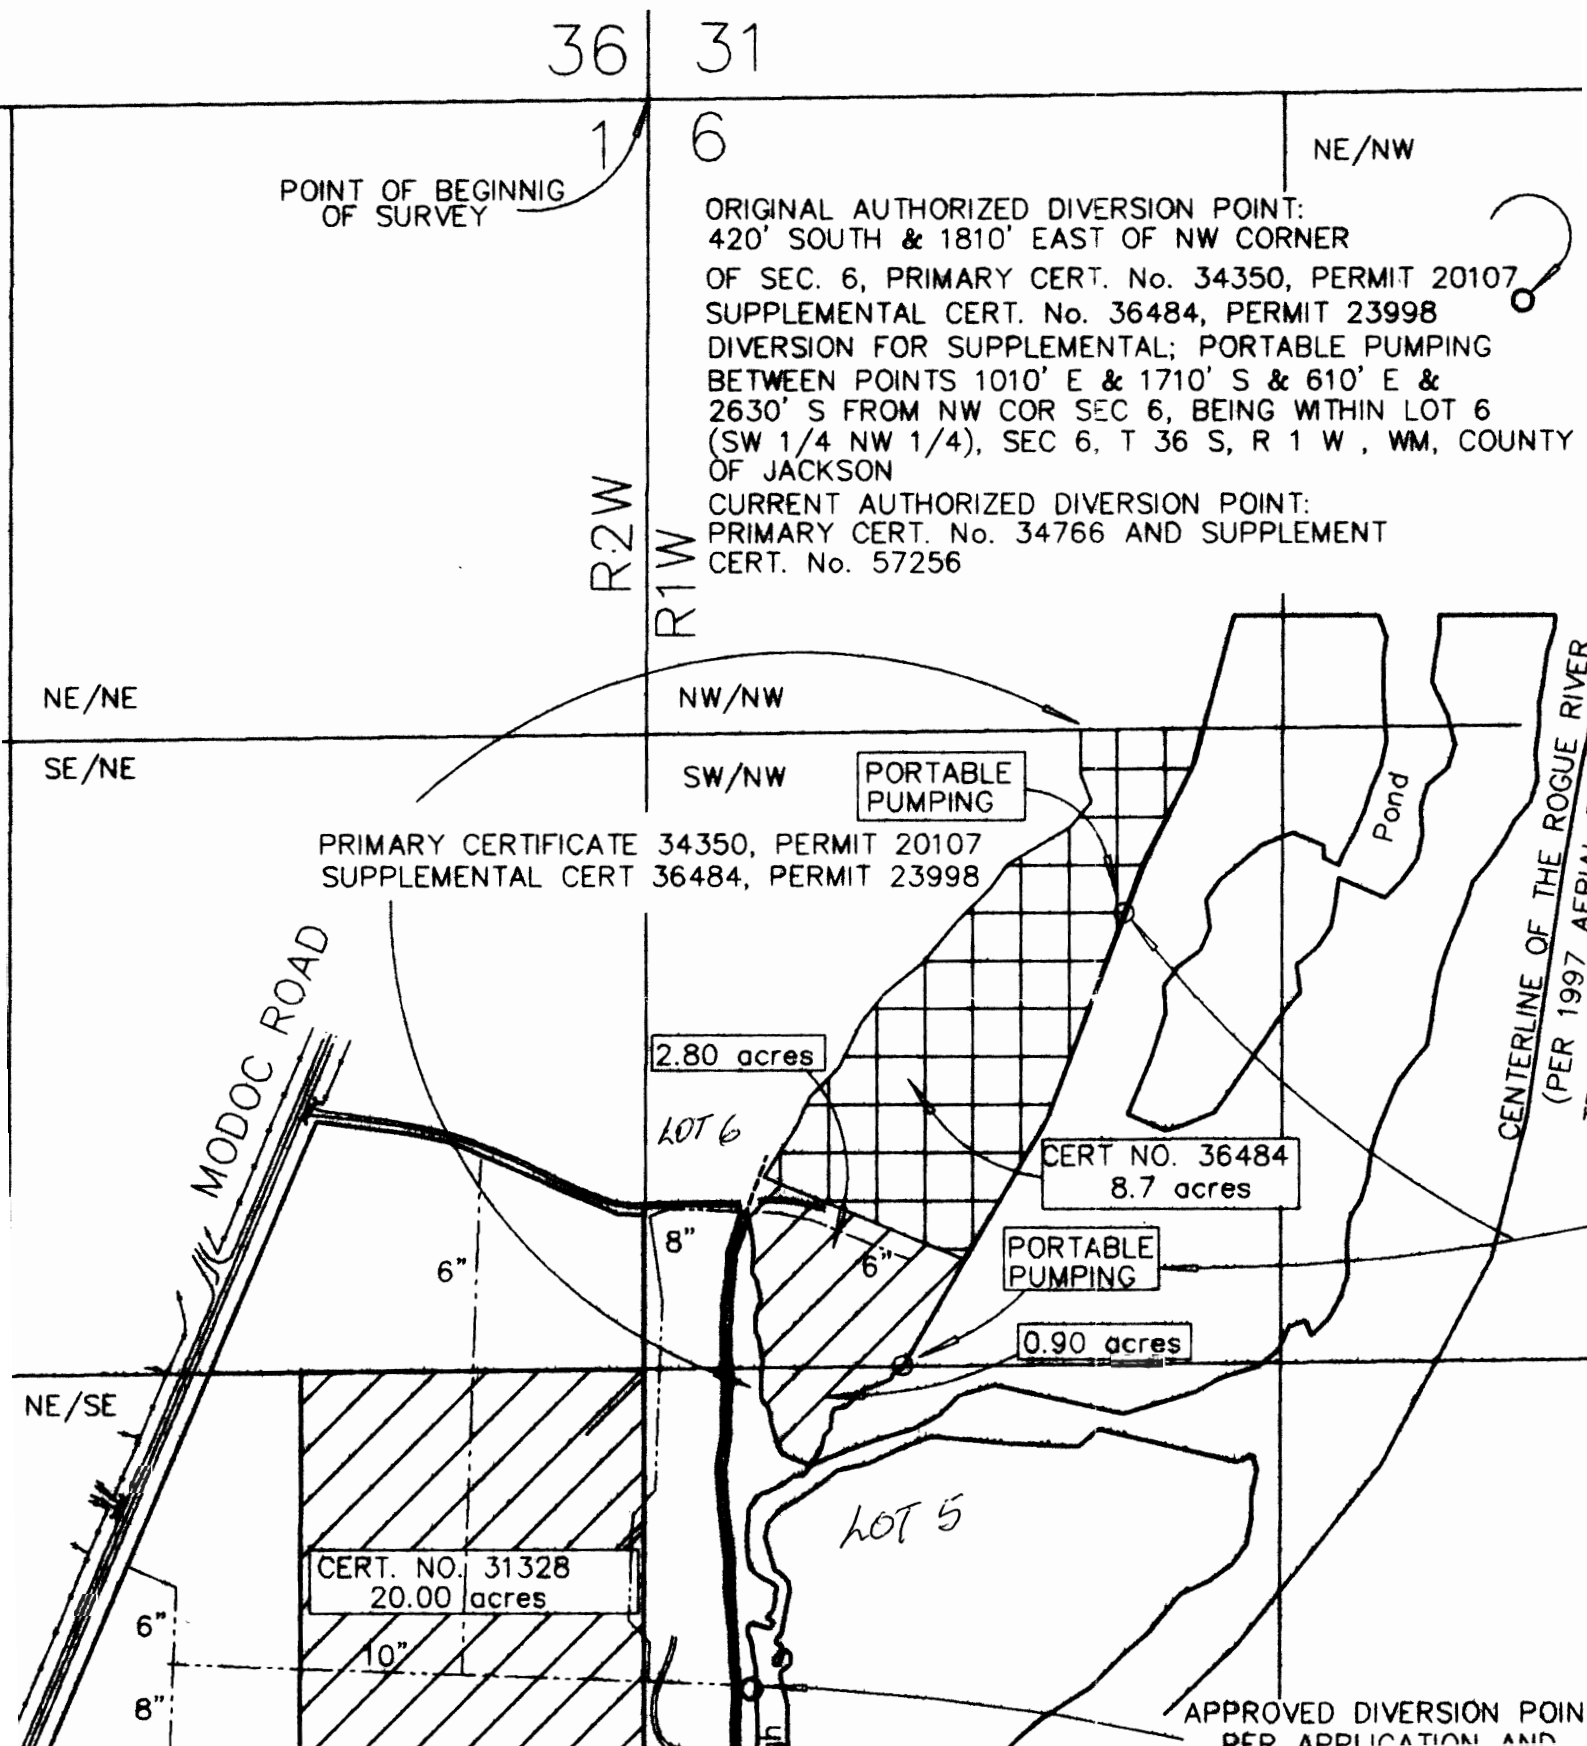 36 31
1 6
NE/NW
POINT OF BEGINNIG
OF SURVEY
ORIGINAL AUTHORIZED DIVERSION POINT:
420' SOUTH & 1810' EAST OF NW CORNER
OF SEC. 6, PRIMARY CERT. No. 34350, PERMIT 20107
SUPPLEMENTAL CERT. No. 36484, PERMIT 23998
DIVERSION FOR SUPPLEMENTAL; PORTABLE PUMPING
BETWEEN POINTS 1010' E & 1710' S & 610' E &
2630' S FROM NW COR SEC 6, BEING WITHIN LOT 6
(SW 1/4 NW 1/4), SEC 6, T 36 S, R 1 W , WM, COUNTY
OF JACKSON
CURRENT AUTHORIZED DIVERSION POINT:
PRIMARY CERT. No. 34766 AND SUPPLEMENT
CERT. No. 57256
R2W
R1W
NE/NE
NW/NW
SE/NE
SW/NW
PORTABLE
PUMPING
Pond
CENTERLINE OF THE ROGUE RIVER
(PER 1997 AERIAL
PRIMARY CERTIFICATE 34350, PERMIT 20107
SUPPLEMENTAL CERT 36484, PERMIT 23998
MODOC ROAD
2.80 acres
LOT 6
CERT NO. 36484
8.7 acres
8"
6"
6"
PORTABLE
PUMPING
0.90 acres
NE/SE
LOT 5
CERT. NO. 31328
20.00 acres
6"
10"
8"
APPROVED DIVERSION POIN
PER APPLICATION AND